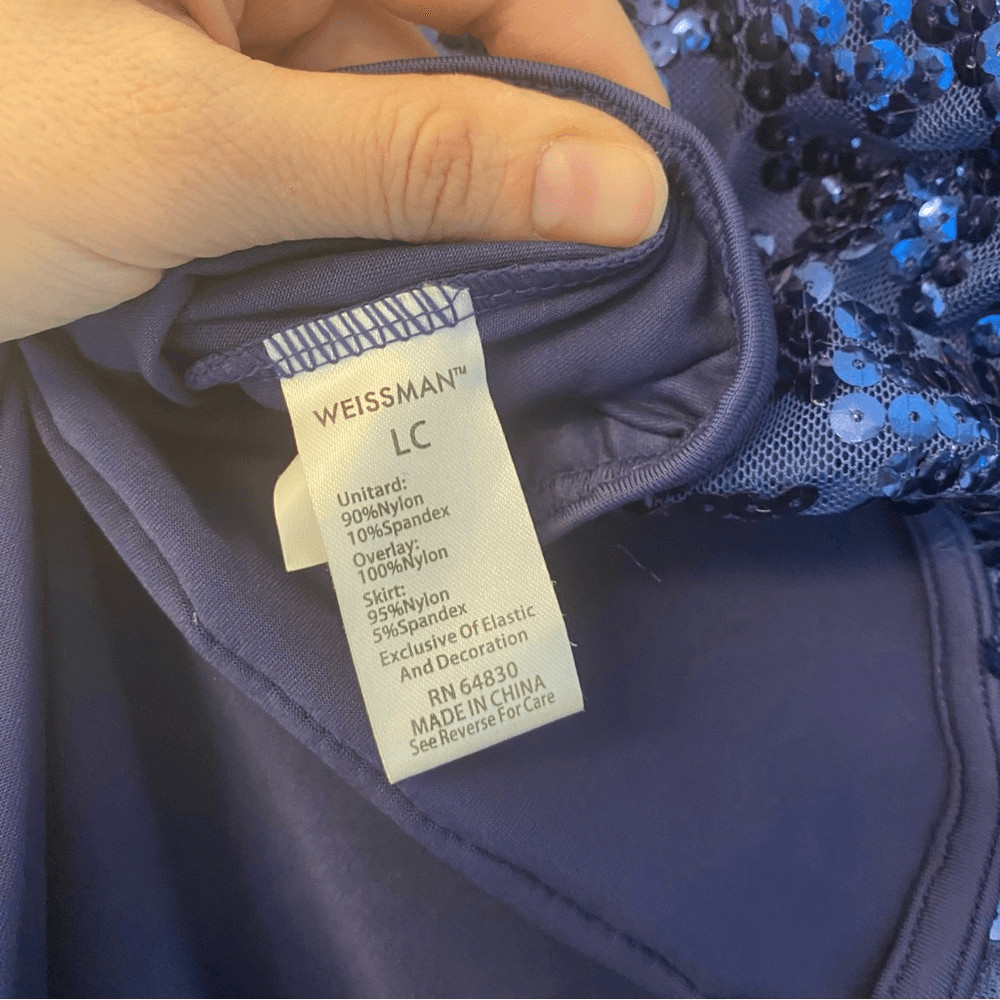 WEISSMAN™
LC
Unitard:
90%Nylon
10%Spandex
Overlay:
100%Nylon
Skirt:
95%Nylon
5%Spandex
Exclusive Of Elastic
And Decoration
RN 64830
MADE IN CHINA
See Reverse For Care